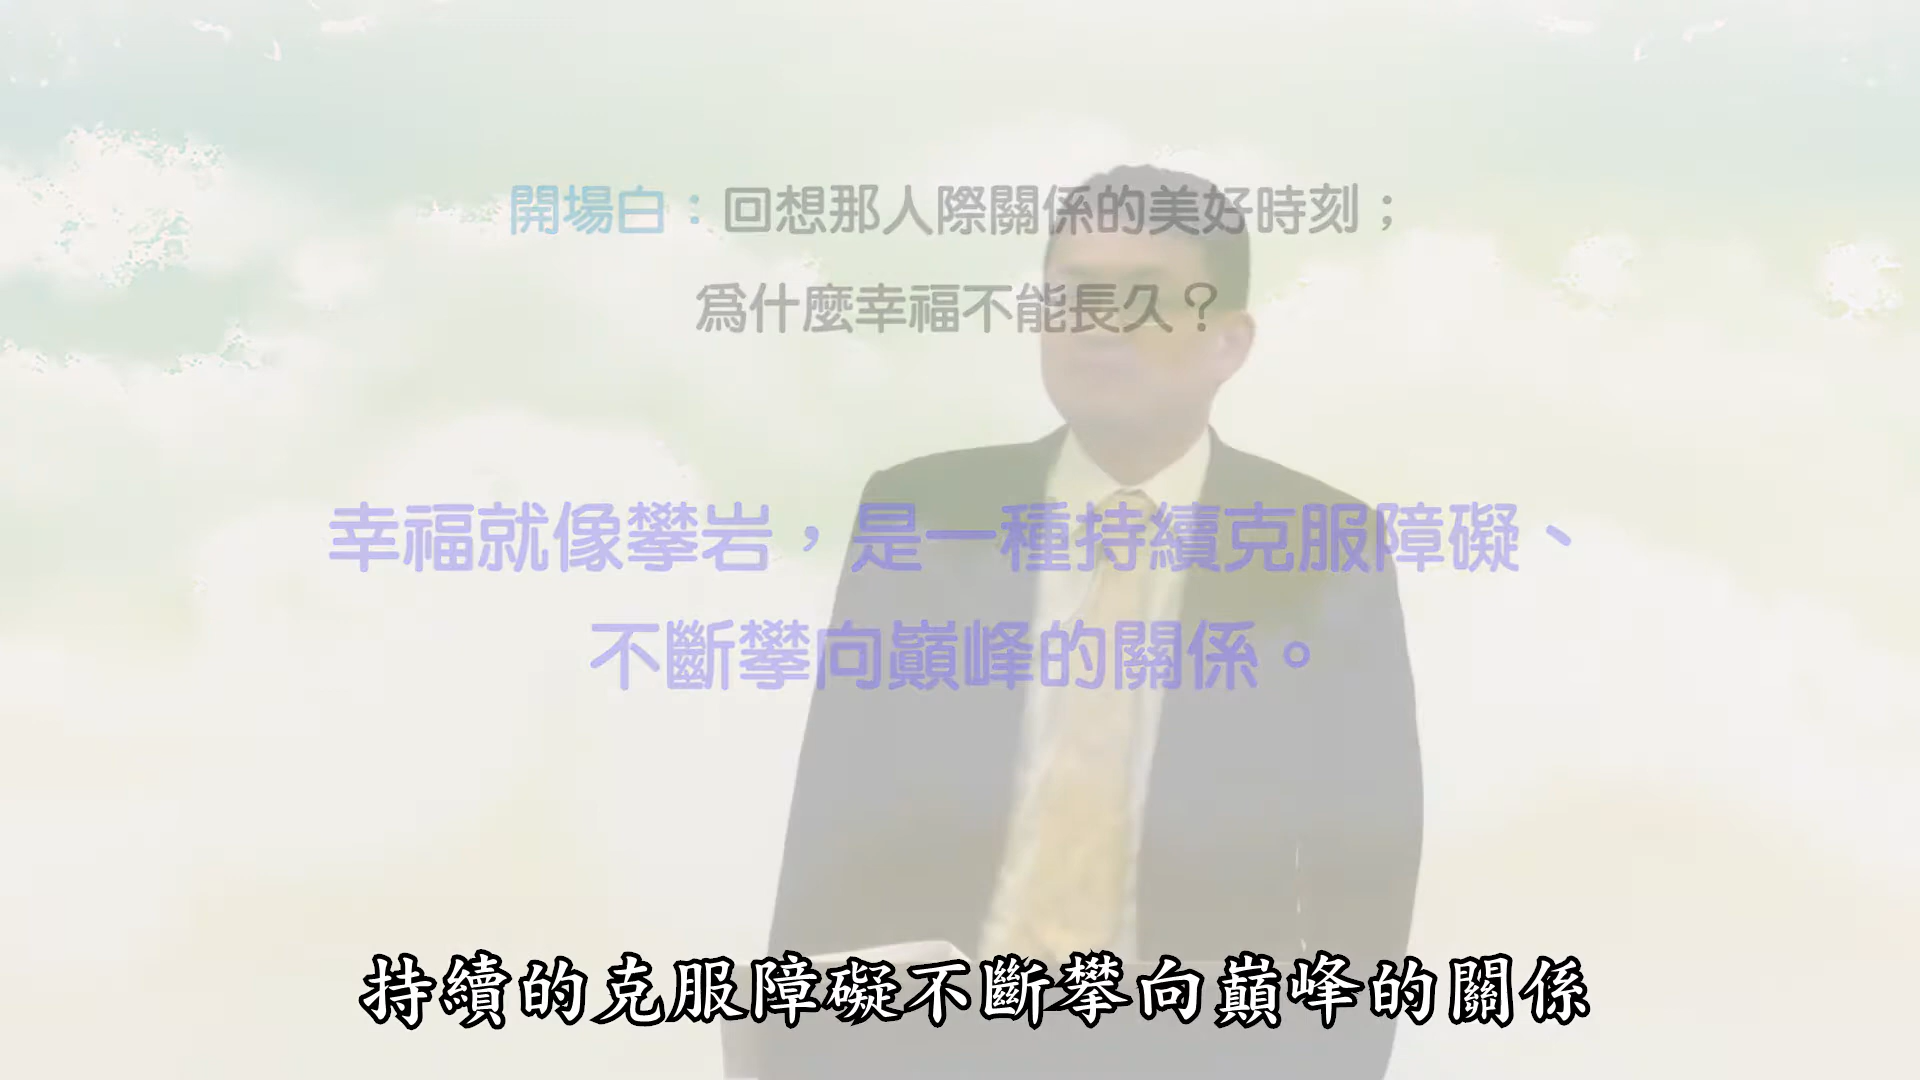 開場白：回想那人際關係的美好時刻；
爲什麼幸福不能長久？
幸福就像攀岩，是一種持續克服障礙、
不斷攀向巔峰的關係。
持續的克服障礙不斷攀向巔峰的關係